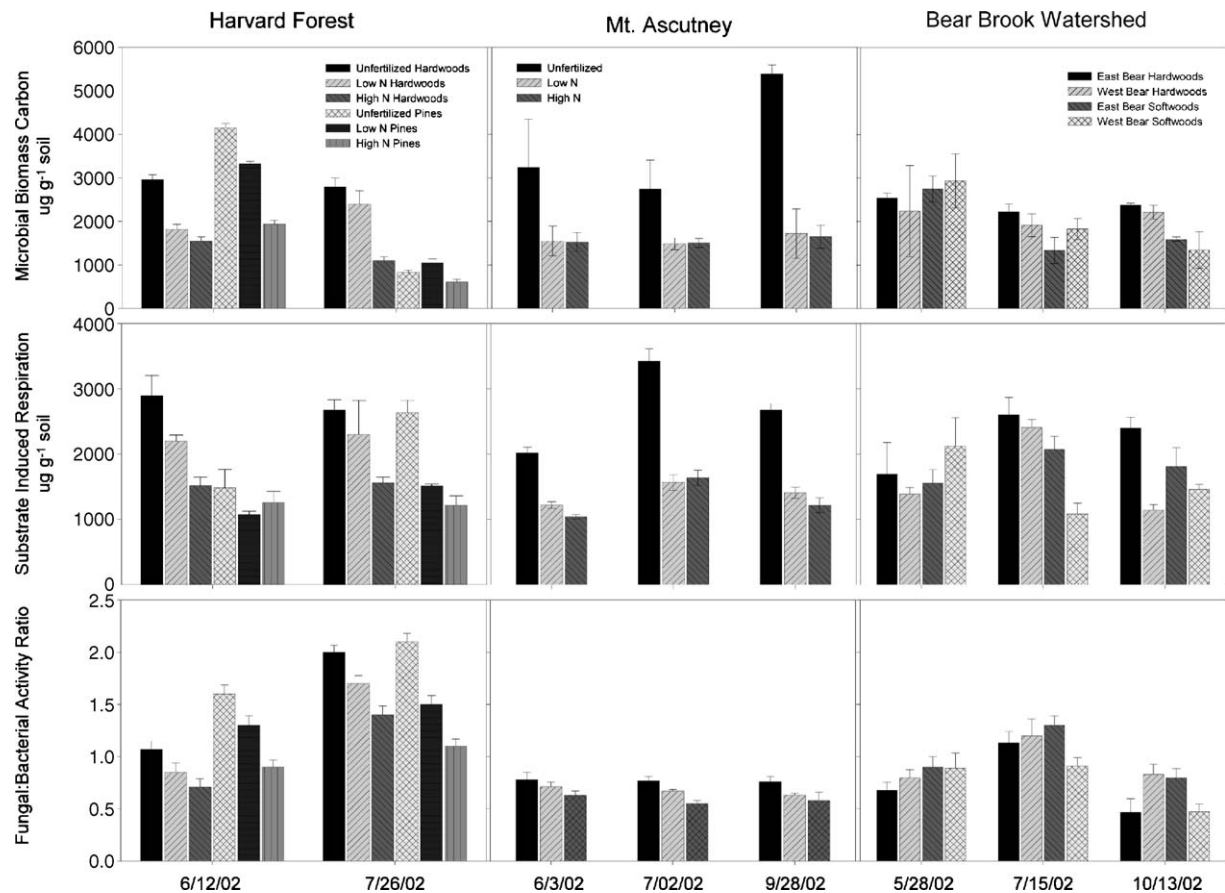 Harvard Forest
Mt. Ascutney
Bear Brook Watershed
Microbial Biomass Carbon
ug g-1 soil
6000
5000
4000
3000
2000
1000
0
Unfertilized Hardwoods
Low N Hardwoods
High N Hardwoods
Unfertilized Pines
Low N Pines
High N Pines
Unfertilized
Low N
High N
East Bear Hardwoods
West Bear Hardwoods
East Bear Softwoods
West Bear Softwoods
Substrate Induced Respiration
ug g-1 soil
4000
3000
2000
1000
0
Fungal:Bacterial Activity Ratio
2.5
2.0
1.5
1.0
0.5
0.0
6/12/02 7/26/02 6/3/02 7/02/02 9/28/02 5/28/02 7/15/02 10/13/02